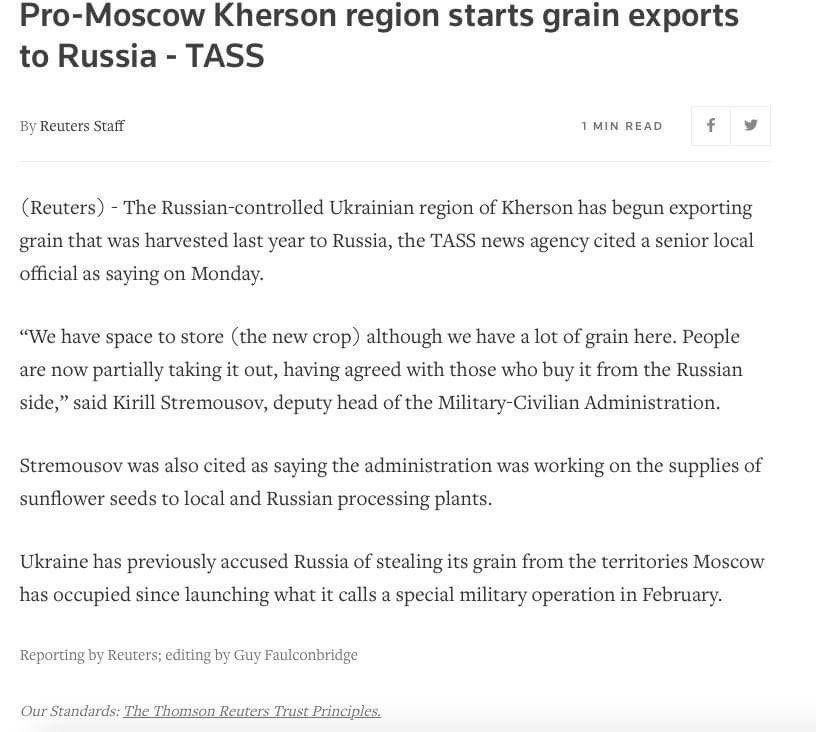 Pro-Moscow Kherson region starts grain exports
to Russia - TASS
By Reuters Staff
1 MIN READ
(Reuters) - The Russian-controlled Ukrainian region of Kherson has begun exporting
grain that was harvested last year to Russia, the TASS news agency cited a senior local
official as saying on Monday.
“We have space to store (the new crop) although we have a lot of grain here. People
are now partially taking it out, having agreed with those who buy it from the Russian
side,” said Kirill Stremousov, deputy head of the Military-Civilian Administration.
Stremousov was also cited as saying the administration was working on the supplies of
sunflower seeds to local and Russian processing plants.
Ukraine has previously accused Russia of stealing its grain from the territories Moscow
has occupied since launching what it calls a special military operation in February.
Reporting by Reuters; editing by Guy Faulconbridge
Our Standards: The Thomson Reuters Trust Principles.